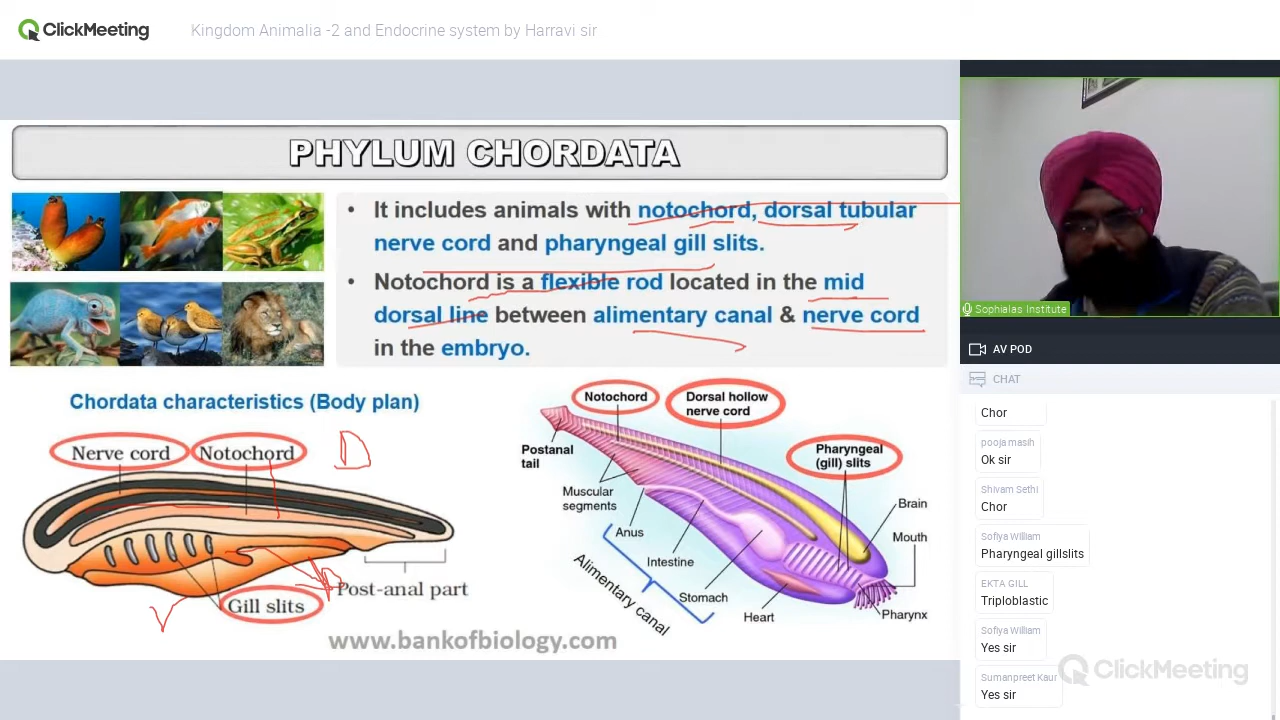 ClickMeeting
Kingdom Animalia -2 and Endocrine system by Harravi sir
PHYLUM CHORDATA
• It includes animals with notochord, dorsal tubular
nerve cord and pharyngeal gill slits.
• Notochord is a flexible rod located in the mid
dorsal line between alimentary canal & nerve cord
in the embryo.
Chordata characteristics (Body plan)
Nerve cord
Notochord
D
Gill slits
Post-anal part
V
Notochord
Dorsal hollow
nerve cord
Pharyngeal
(gill) slits
Postanal
tail
Muscular
segments
Anus
Intestine
Stomach
Heart
Alimentary canal
Brain
Mouth
Pharynx
www.bankofbiology.com
Sophialas Institute
AV POD
CHAT
Chor
pooja masih
Ok sir
Shivam Sethi
Chor
Sofiya William
Pharyngeal gillslits
EKTA GILL
Triploblastic
Sofiya William
Yes sir
Sumanpreet Kaur
Yes sir
ClickMeeting